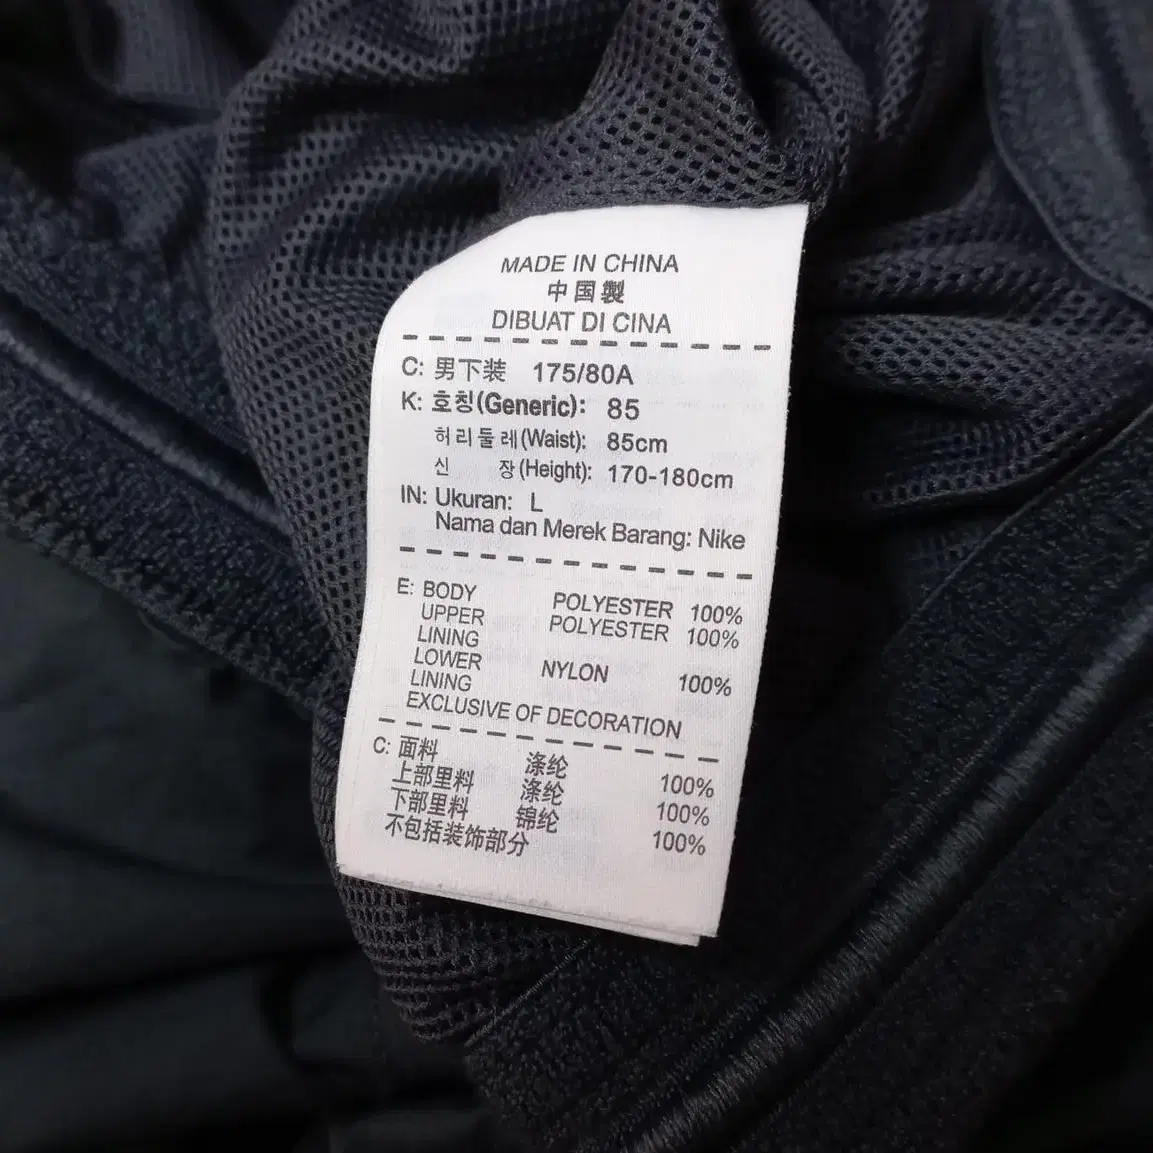 MADE IN CHINA
中国製
DIBUAT DI CINA
C: 男下装 175/80A
K: 호칭(Generic): 85
허리둘레(Waist): 85cm
신 장(Height): 170-180cm
IN: Ukuran: L
Nama dan Merek Barang: Nike
E: BODY POLYESTER 100%
UPPER POLYESTER 100%
LINING
LOWER NYLON 100%
LINING
EXCLUSIVE OF DECORATION
C: 面料 涤纶 100%
上部里料 涤纶 100%
下部里料 锦纶 100%
不包括装饰部分